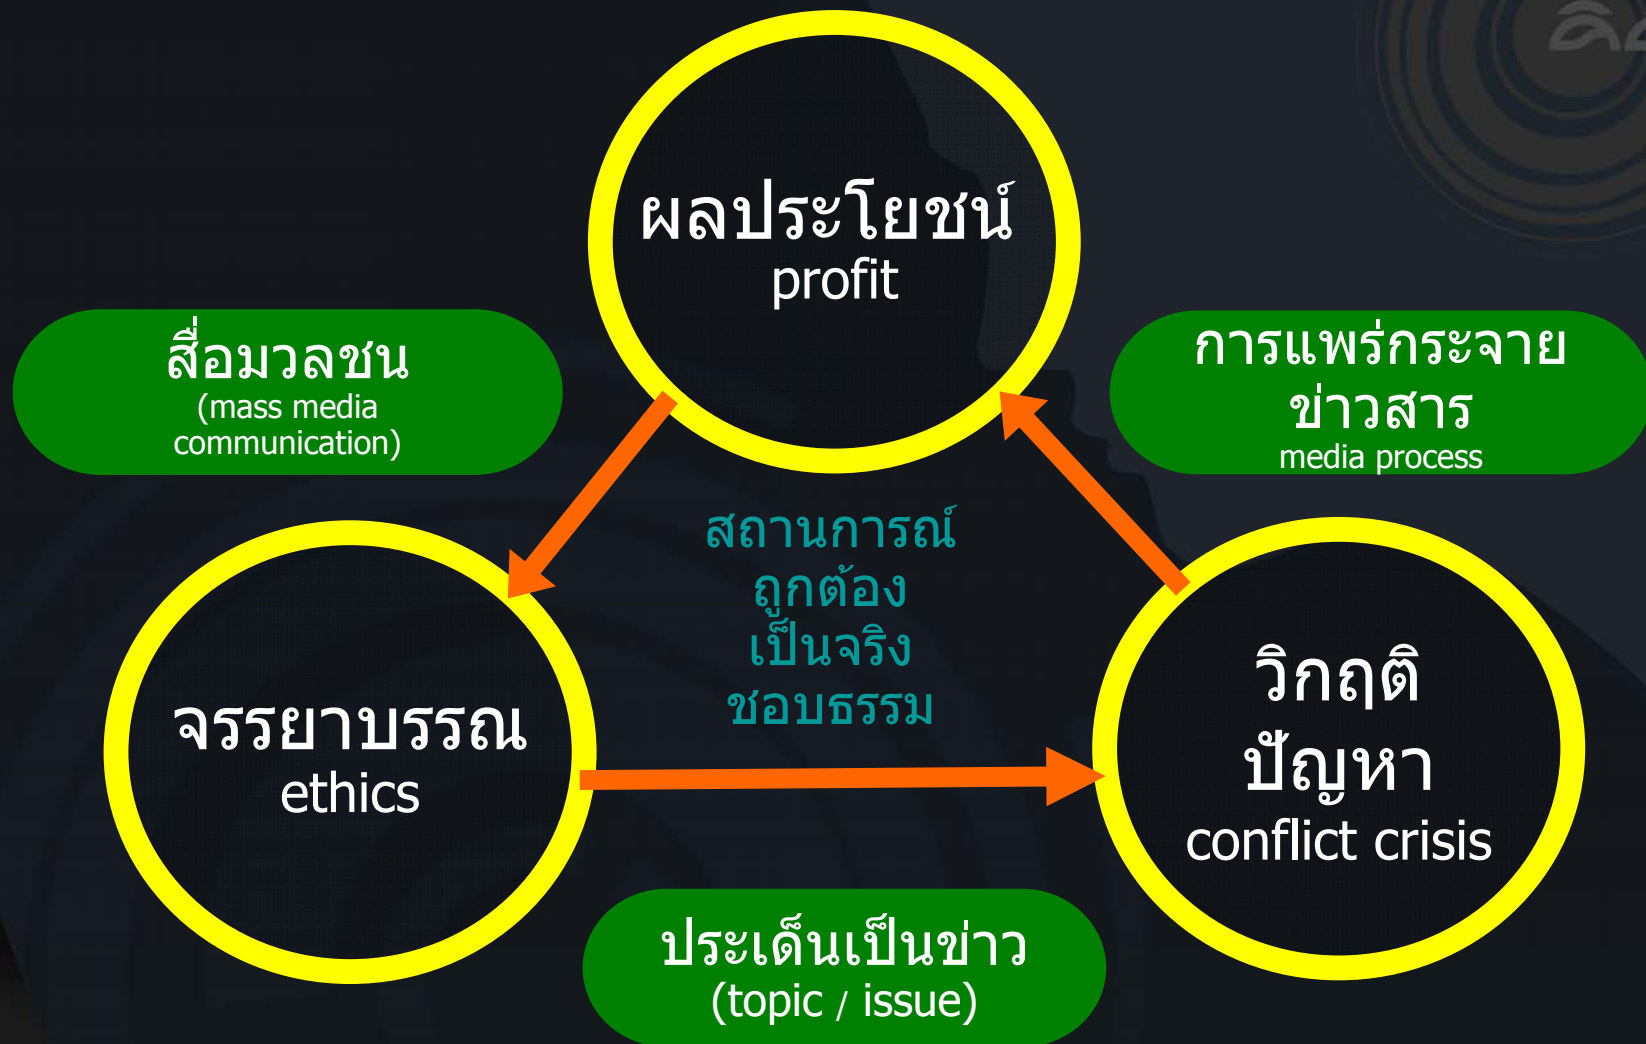 ผลประโยชน์
profit
สื่อมวลชน
(mass media
communication)
การแพร่กระจาย
ข่าวสาร
media process
สถานการณ์
ถูกต้อง
เป็นจริง
ชอบธรรม
จรรยาบรรณ
ethics
วิกฤติ
ปัญหา
conflict crisis
ประเด็นเป็นข่าว
(topic / issue)